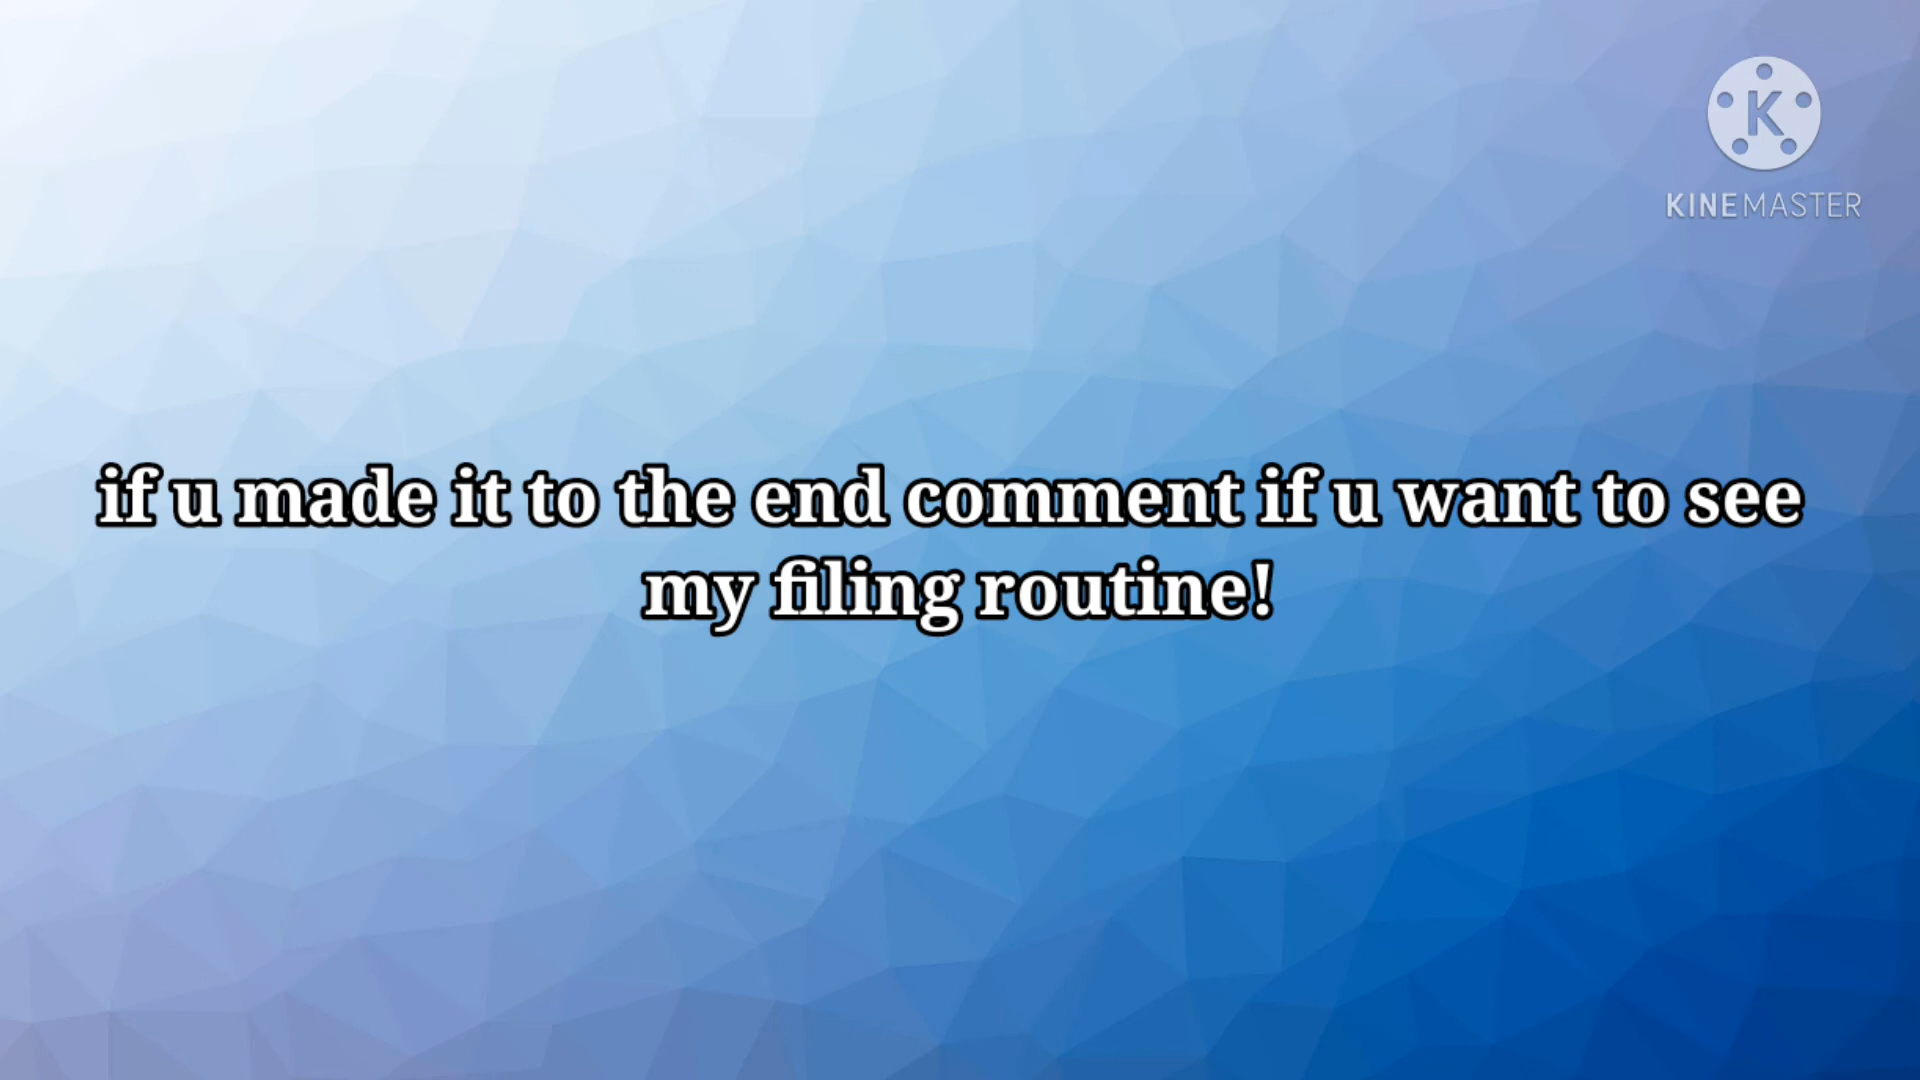 K
KINEMASTER
if u made it to the end comment if u want to see
my filing routine!